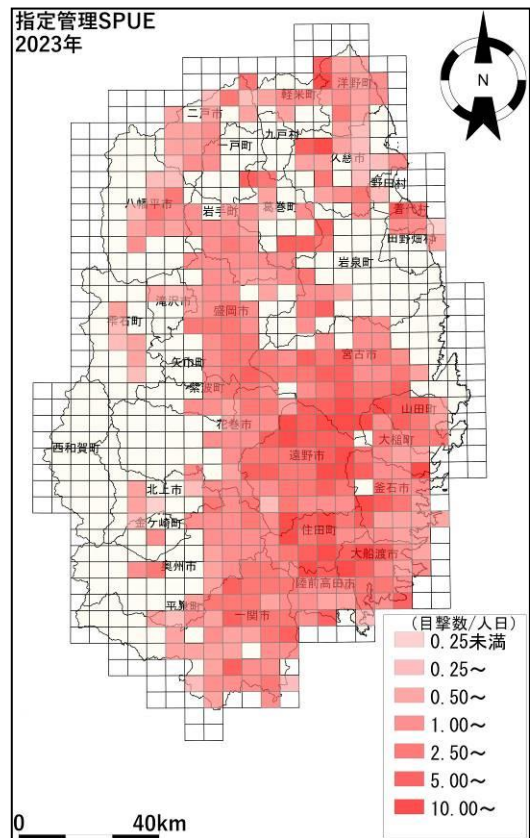 指定管理SPUE
2023年
N
洋野町
軽米町
二戸市
九戸村
一戸町
久慈市
野田村
八幡平市
岩手町
葛巻町
普代村
田野畑村
岩泉町
滝沢市
雫石町
盛岡市
矢巾町
宮古市
紫波町
山田町
花巻市
大槌町
西和賀町
遠野市
北上市
釜石市
金ケ崎町
住田町
奥州市
大船渡市
陸前高田市
平泉町
一関市
(目撃数/人日)
0.25未満
0.25～
0.50～
1.00～
2.50～
5.00～
10.00～
0 40km